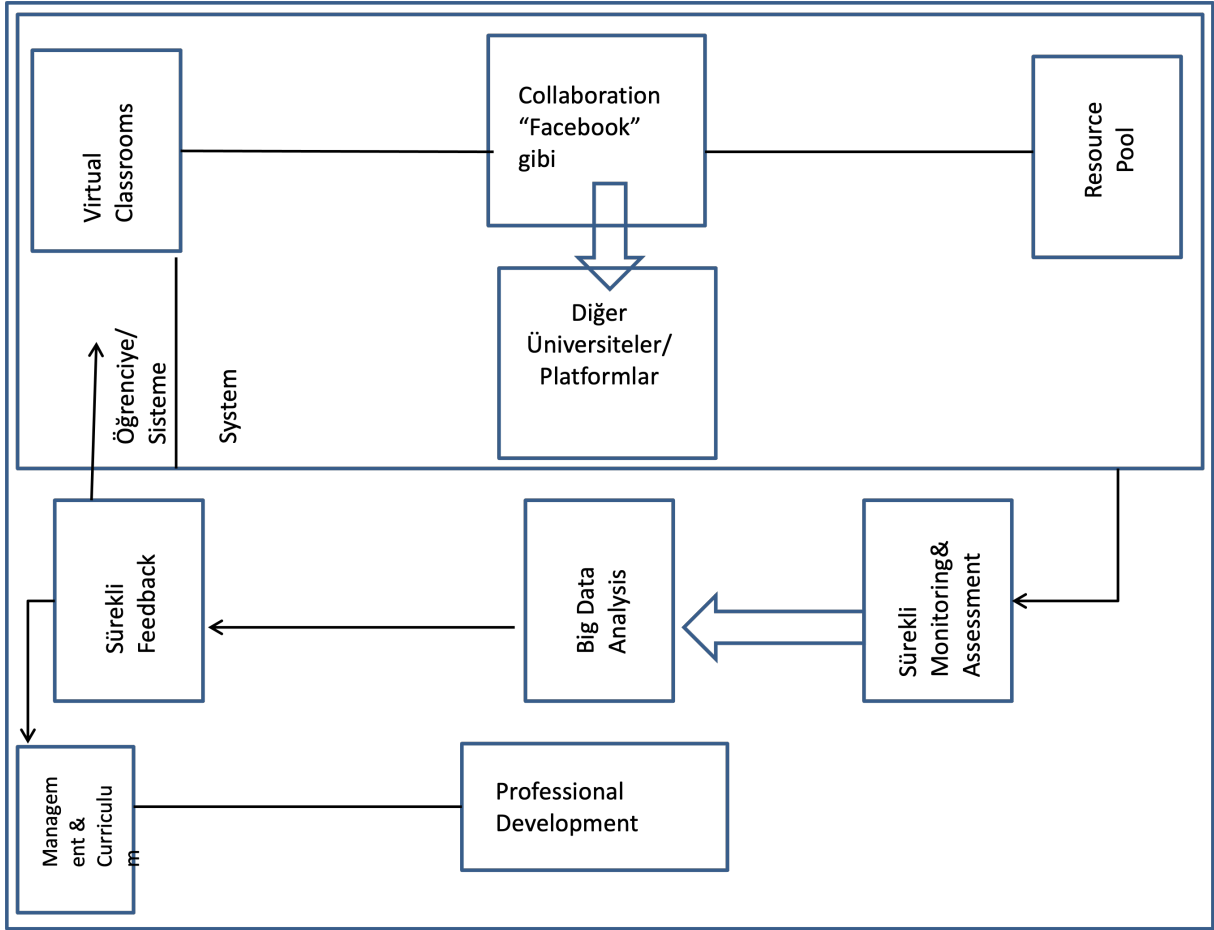 Virtual
Classrooms
Collaboration
“Facebook”
gibi
Resource
Pool
Diğer
Üniversiteler/
Platformlar
Öğrenciye/
Sisteme
System
Sürekli
Feedback
Big Data
Analysis
Sürekli
Monitoring&
Assessment
Managem
ent &
Curriculu
m
Professional
Development